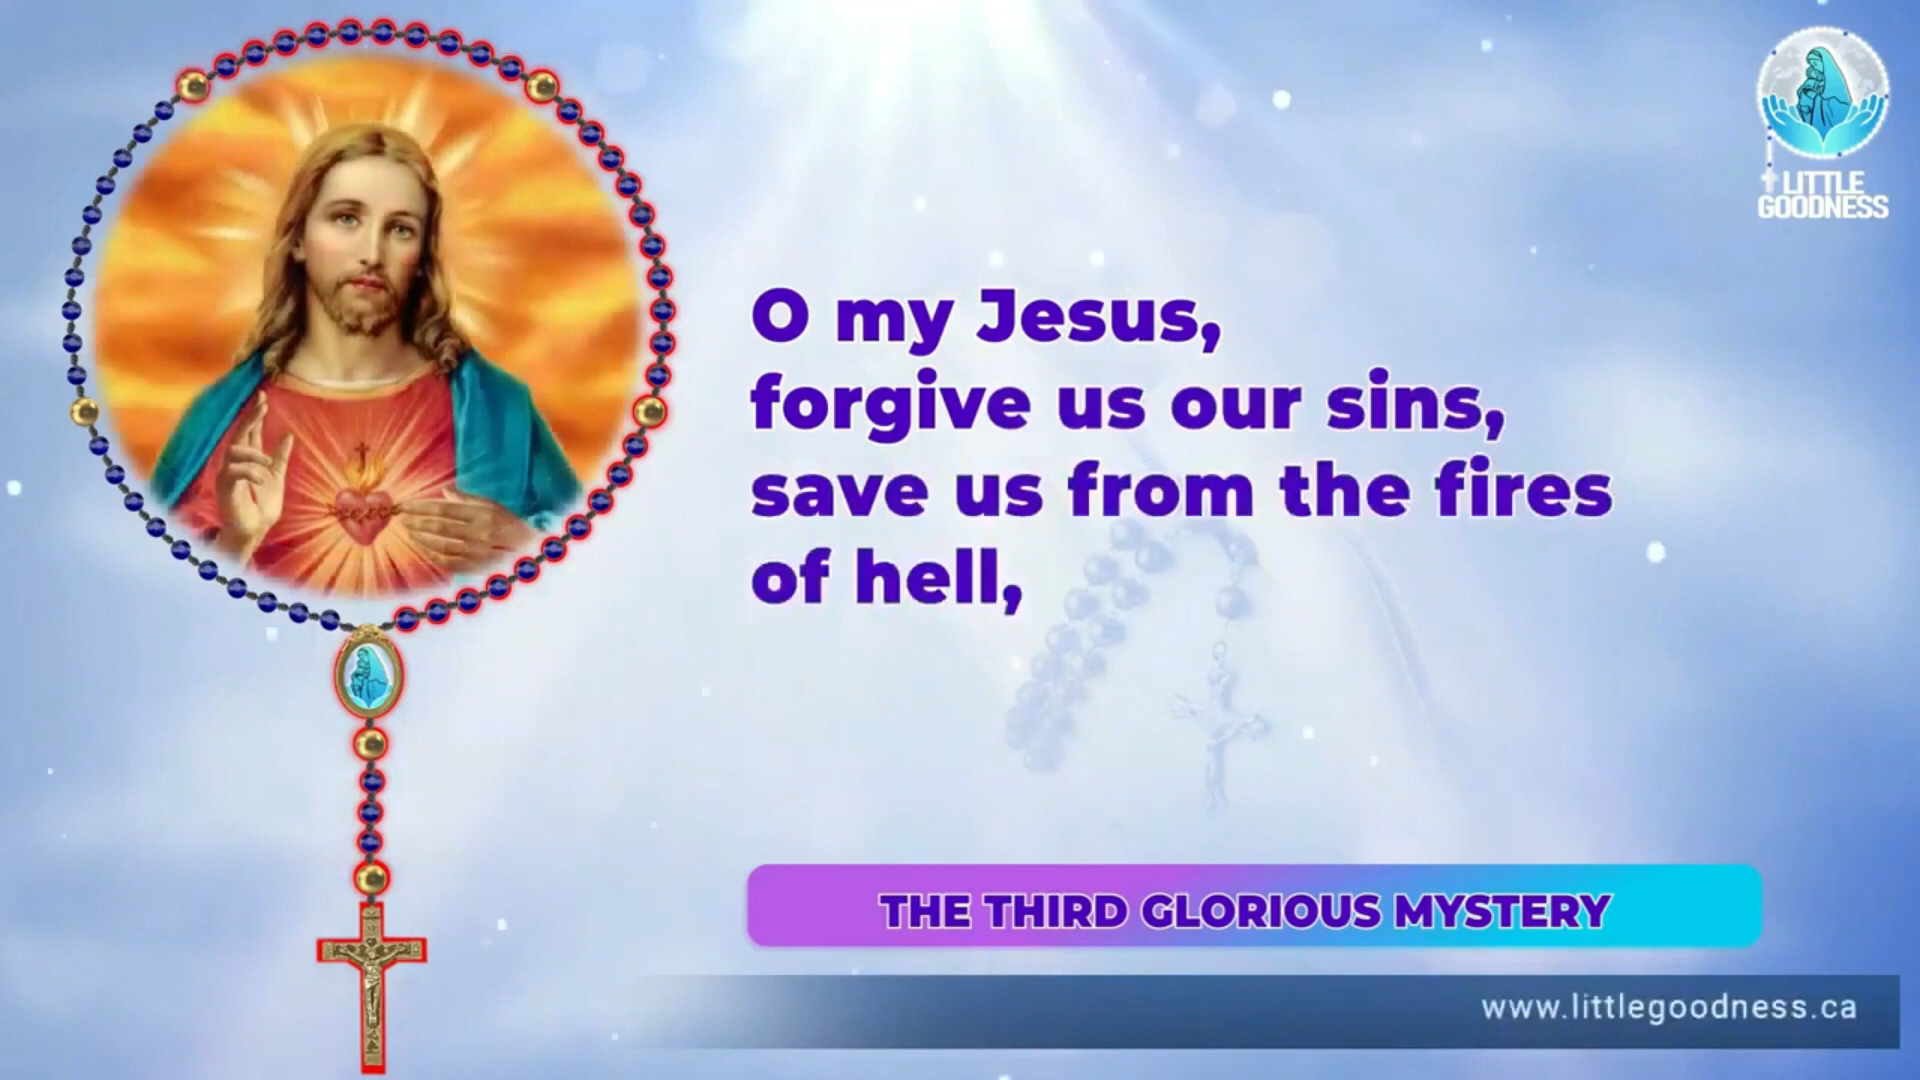 LITTLE
GOODNESS
O my Jesus,
forgive us our sins,
save us from the fires
of hell,
THE THIRD GLORIOUS MYSTERY
www.littlegoodness.ca